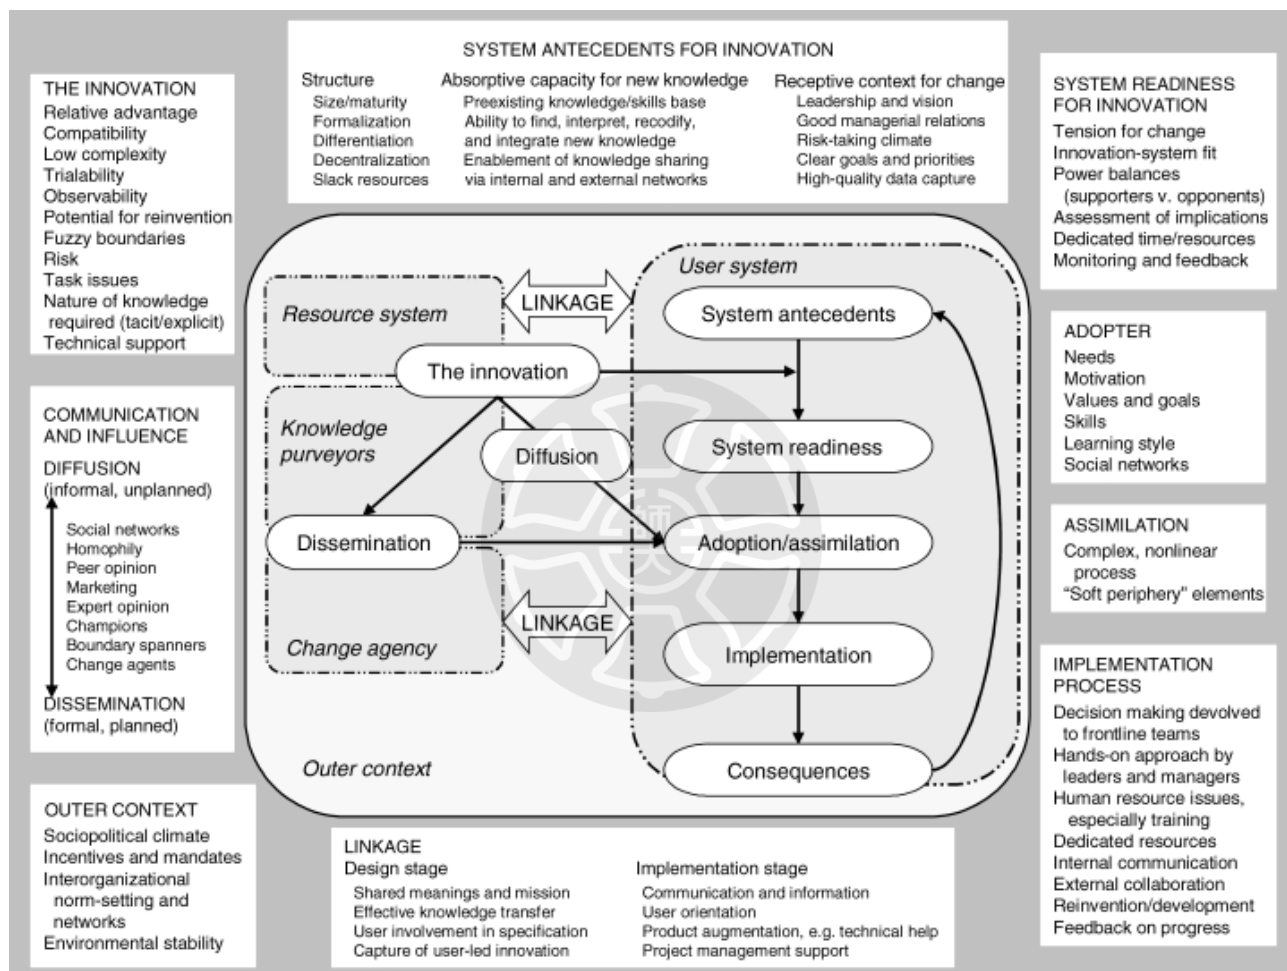 SYSTEM ANTECEDENTS FOR INNOVATION
Structure
Size/maturity
Formalization
Differentiation
Decentralization
Slack resources
Absorptive capacity for new knowledge
Preexisting knowledge/skills base
Ability to find, interpret, recodify,
and integrate new knowledge
Enablement of knowledge sharing
via internal and external networks
Receptive context for change
Leadership and vision
Good managerial relations
Risk-taking climate
Clear goals and priorities
High-quality data capture
THE INNOVATION
Relative advantage
Compatibility
Low complexity
Trialability
Observability
Potential for reinvention
Fuzzy boundaries
Risk
Task issues
Nature of knowledge
required (tacit/explicit)
Technical support
COMMUNICATION
AND INFLUENCE
DIFFUSION
(informal, unplanned)
Social networks
Homophily
Peer opinion
Marketing
Expert opinion
Champions
Boundary spanners
Change agents
DISSEMINATION
(formal, planned)
OUTER CONTEXT
Sociopolitical climate
Incentives and mandates
Interorganizational
norm-setting and
networks
Environmental stability
Resource system
LINKAGE
User system
System antecedents
The innovation
Knowledge
purveyors
Diffusion
System readiness
師
大
Dissemination
Adoption/assimilation
Change agency
LINKAGE
Implementation
Outer context
Consequences
LINKAGE
Design stage
Shared meanings and mission
Effective knowledge transfer
User involvement in specification
Capture of user-led innovation
Implementation stage
Communication and information
User orientation
Product augmentation, e.g. technical help
Project management support
SYSTEM READINESS
FOR INNOVATION
Tension for change
Innovation-system fit
Power balances
(supporters v. opponents)
Assessment of implications
Dedicated time/resources
Monitoring and feedback
ADOPTER
Needs
Motivation
Values and goals
Skills
Learning style
Social networks
ASSIMILATION
Complex, nonlinear
process
“Soft periphery” elements
IMPLEMENTATION
PROCESS
Decision making devolved
to frontline teams
Hands-on approach by
leaders and managers
Human resource issues,
especially training
Dedicated resources
Internal communication
External collaboration
Reinvention/development
Feedback on progress